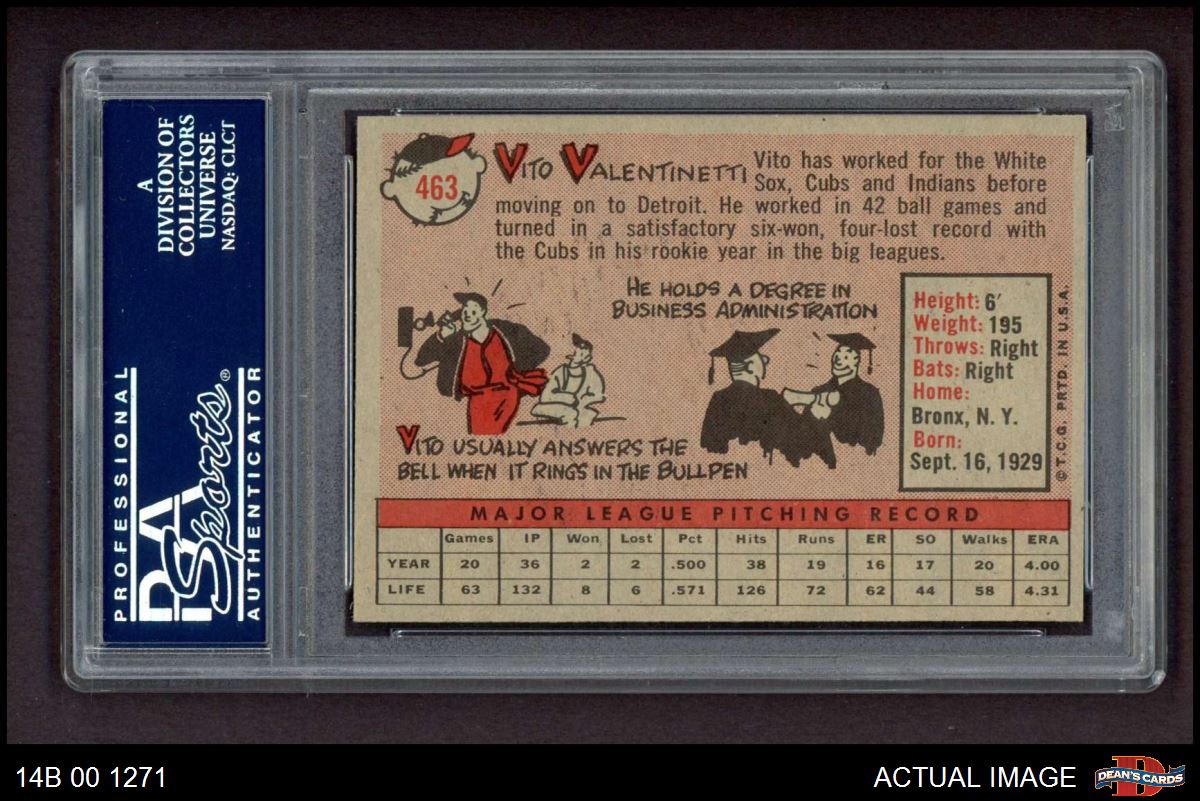 A
DIVISION OF
COLLECTORS
UNIVERSE
NASDAQ: CLCT
PROFESSIONAL
PSA
Sports®
AUTHENTICATOR
463
VITO VALENTINETTI
Vito has worked for the White
Sox, Cubs and Indians before
moving on to Detroit. He worked in 42 ball games and
turned in a satisfactory six-won, four-lost record with
the Cubs in his rookie year in the big leagues.
HE HOLDS A DEGREE IN
BUSINESS ADMINISTRATION
VITO USUALLY ANSWERS THE
BELL WHEN IT RINGS IN THE BULLPEN
Height: 6'
Weight: 195
Throws: Right
Bats: Right
Home:
Bronx, N. Y.
Born:
Sept. 16, 1929
© T.C.G. PRTD. IN U.S.A.
MAJOR LEAGUE PITCHING RECORD
Games IP Won Lost Pct Hits Runs ER SO Walks ERA
YEAR 20 36 2 2 .500 38 19 16 17 20 4.00
LIFE 63 132 8 6 .571 126 72 62 44 58 4.31
14B 00 1271
ACTUAL IMAGE
D
DEAN'S CARDS